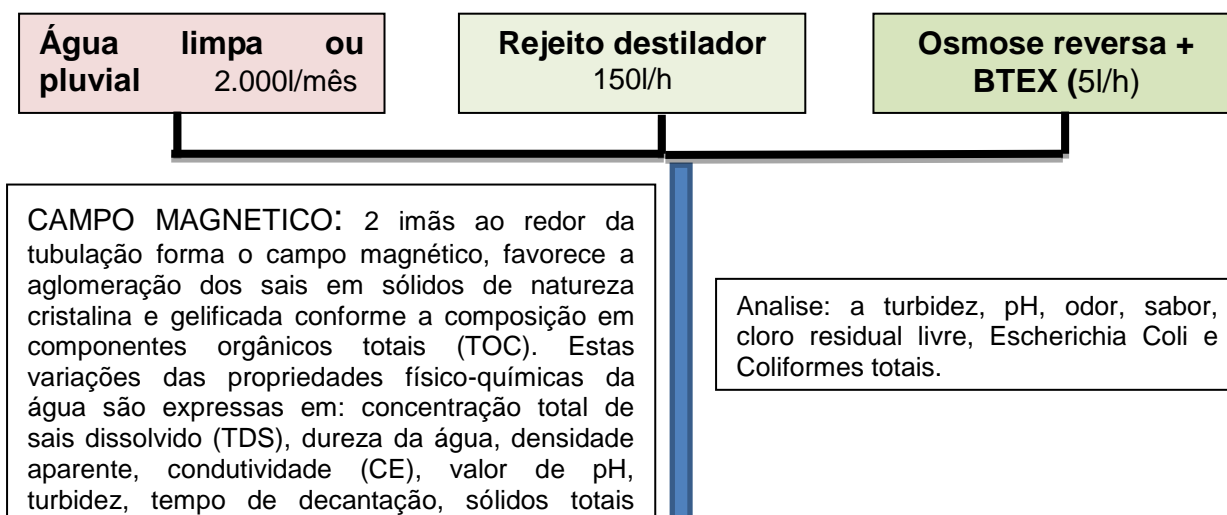 Água limpa ou
pluvial 2.000l/mês
Rejeito destilador
150l/h
Osmose reversa +
BTEX (5l/h)
CAMPO MAGNETICO: 2 imãs ao redor da
tubulação forma o campo magnético, favorece a
aglomeração dos sais em sólidos de natureza
cristalina e gelificada conforme a composição em
componentes orgânicos totais (TOC). Estas
variações das propriedades físico-químicas da
água são expressas em: concentração total de
sais dissolvido (TDS), dureza da água, densidade
aparente, condutividade (CE), valor de pH,
turbidez, tempo de decantação, sólidos totais
Analise: a turbidez, pH, odor, sabor,
cloro residual livre, Escherichia Coli e
Coliformes totais.